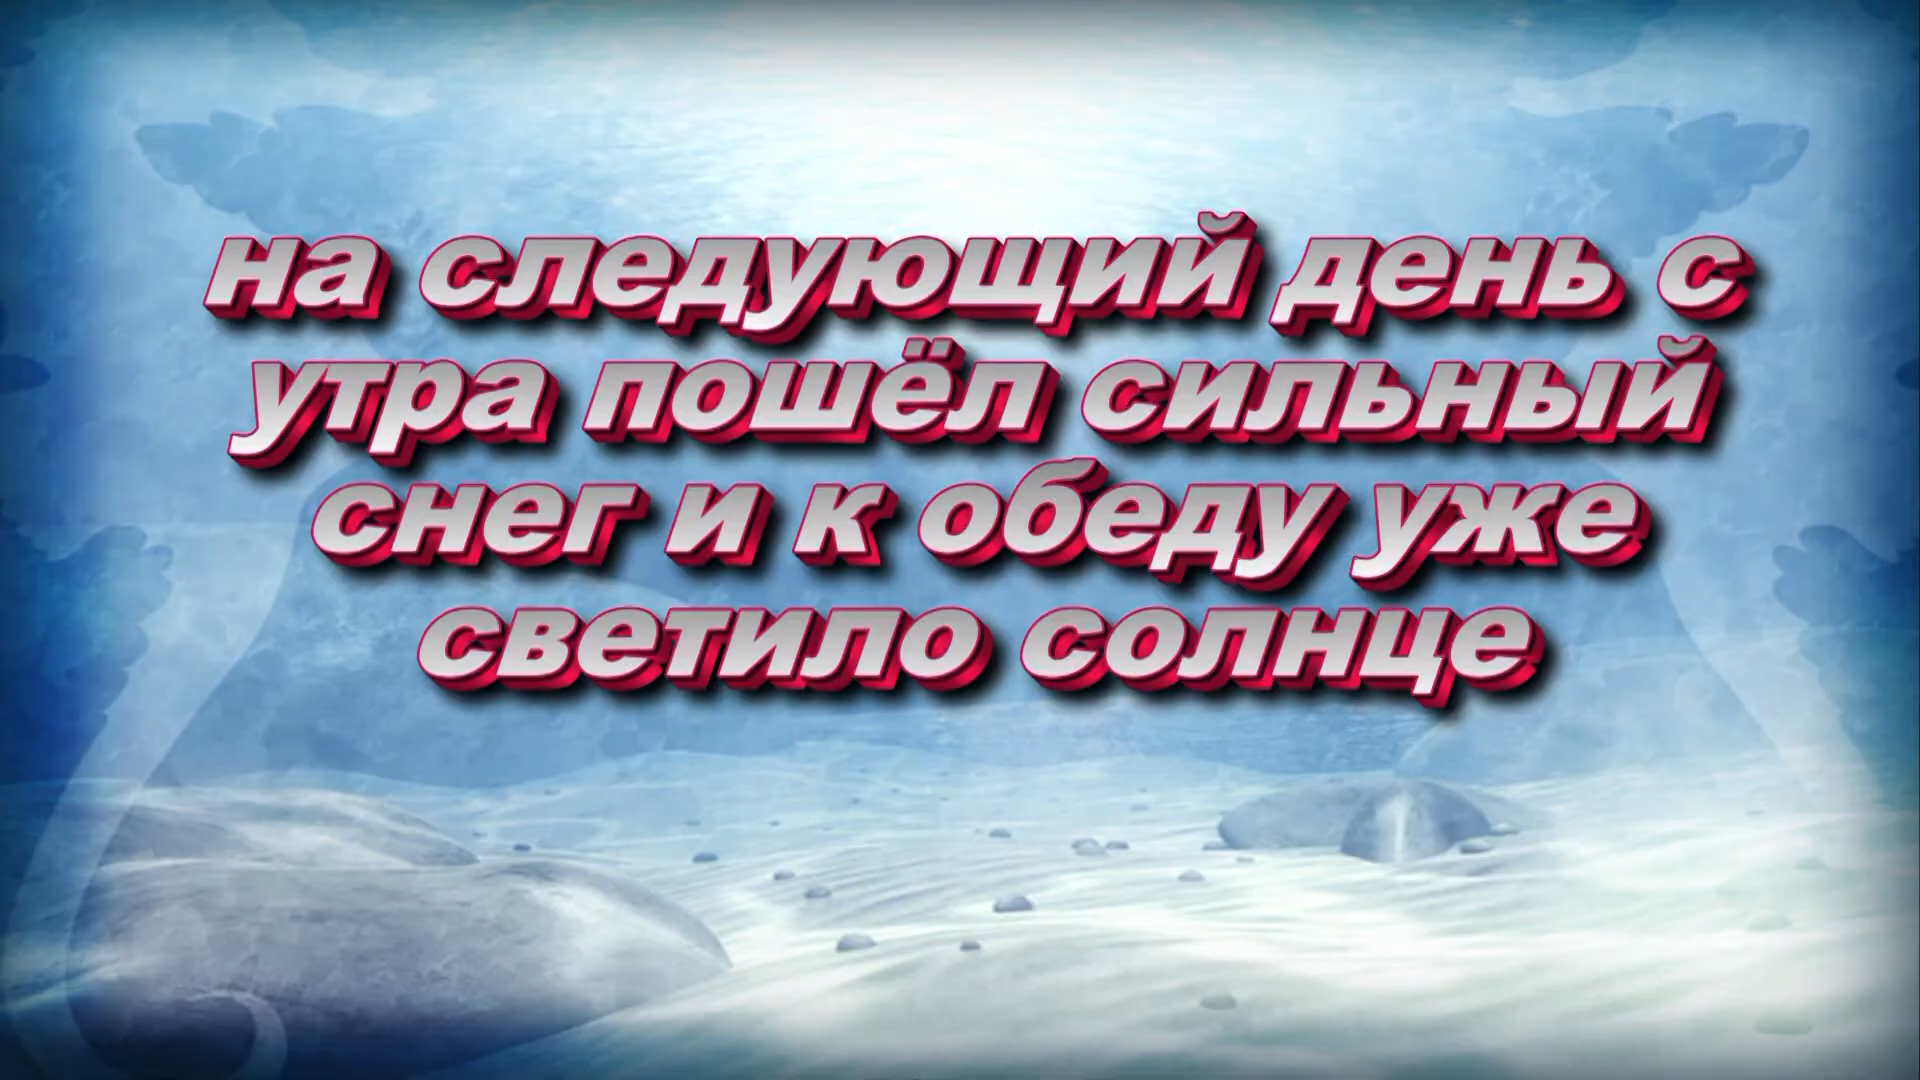 на следующий день с
утра пошёл сильный
снег и к обеду уже
светило солнце